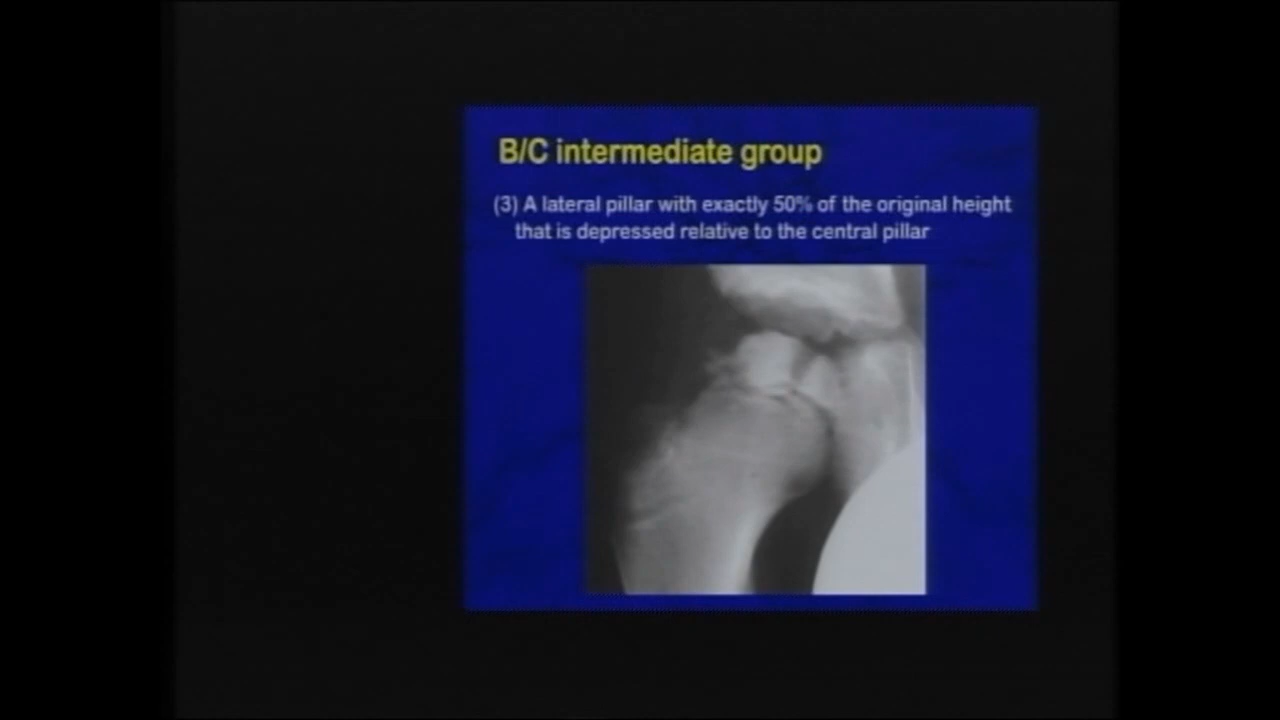 B/C intermediate group
(3) A lateral pillar with exactly 50% of the original height
that is depressed relative to the central pillar